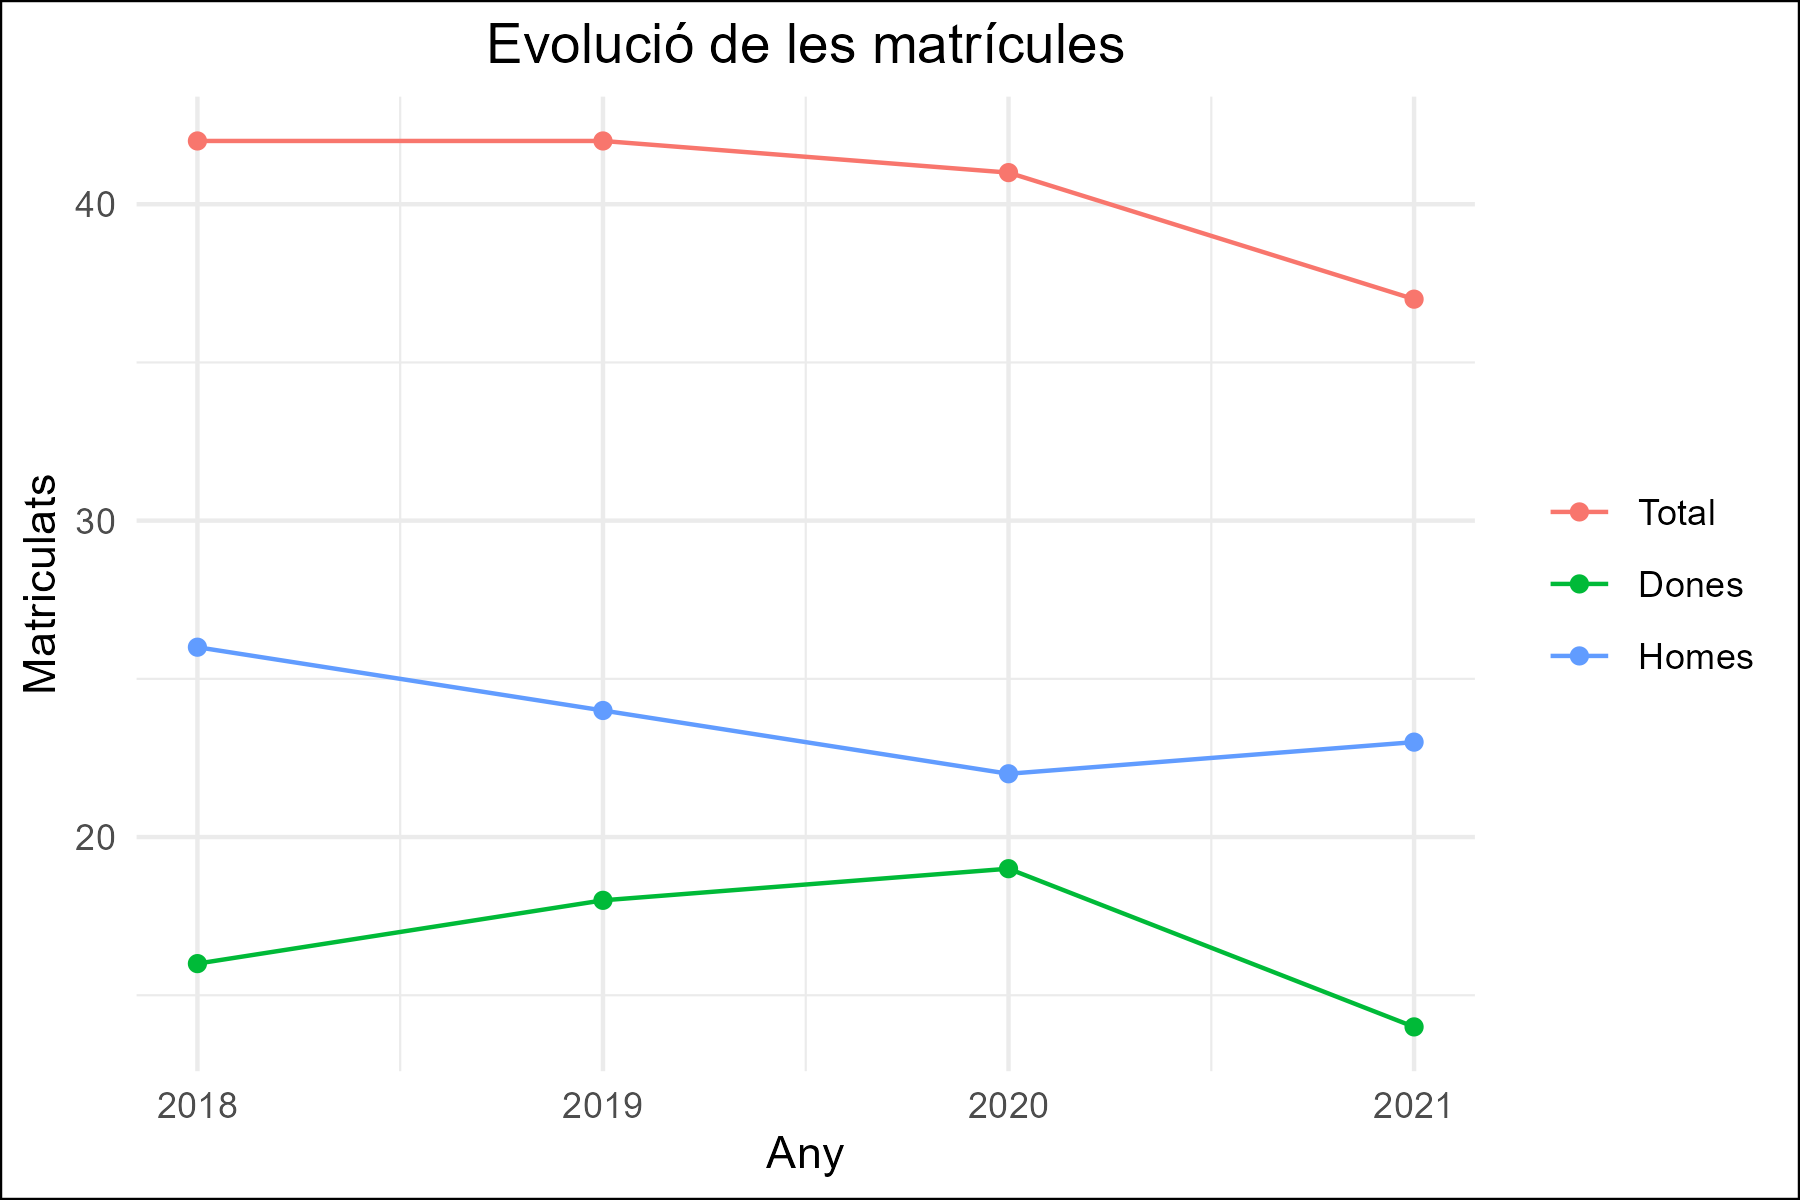 Evolució de les matrícules
Matriculats
40
30
20
2018
2019
2020
2021
Any
Total
Dones
Homes